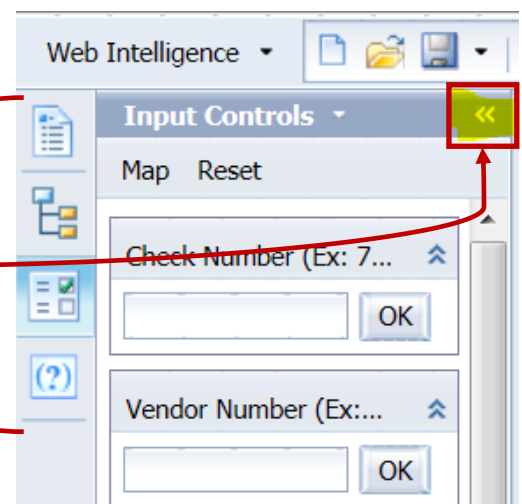 Web Intelligence
Input Controls
Map Reset
Check Number (Ex: 7...
OK
(?)
Vendor Number (Ex:...
OK